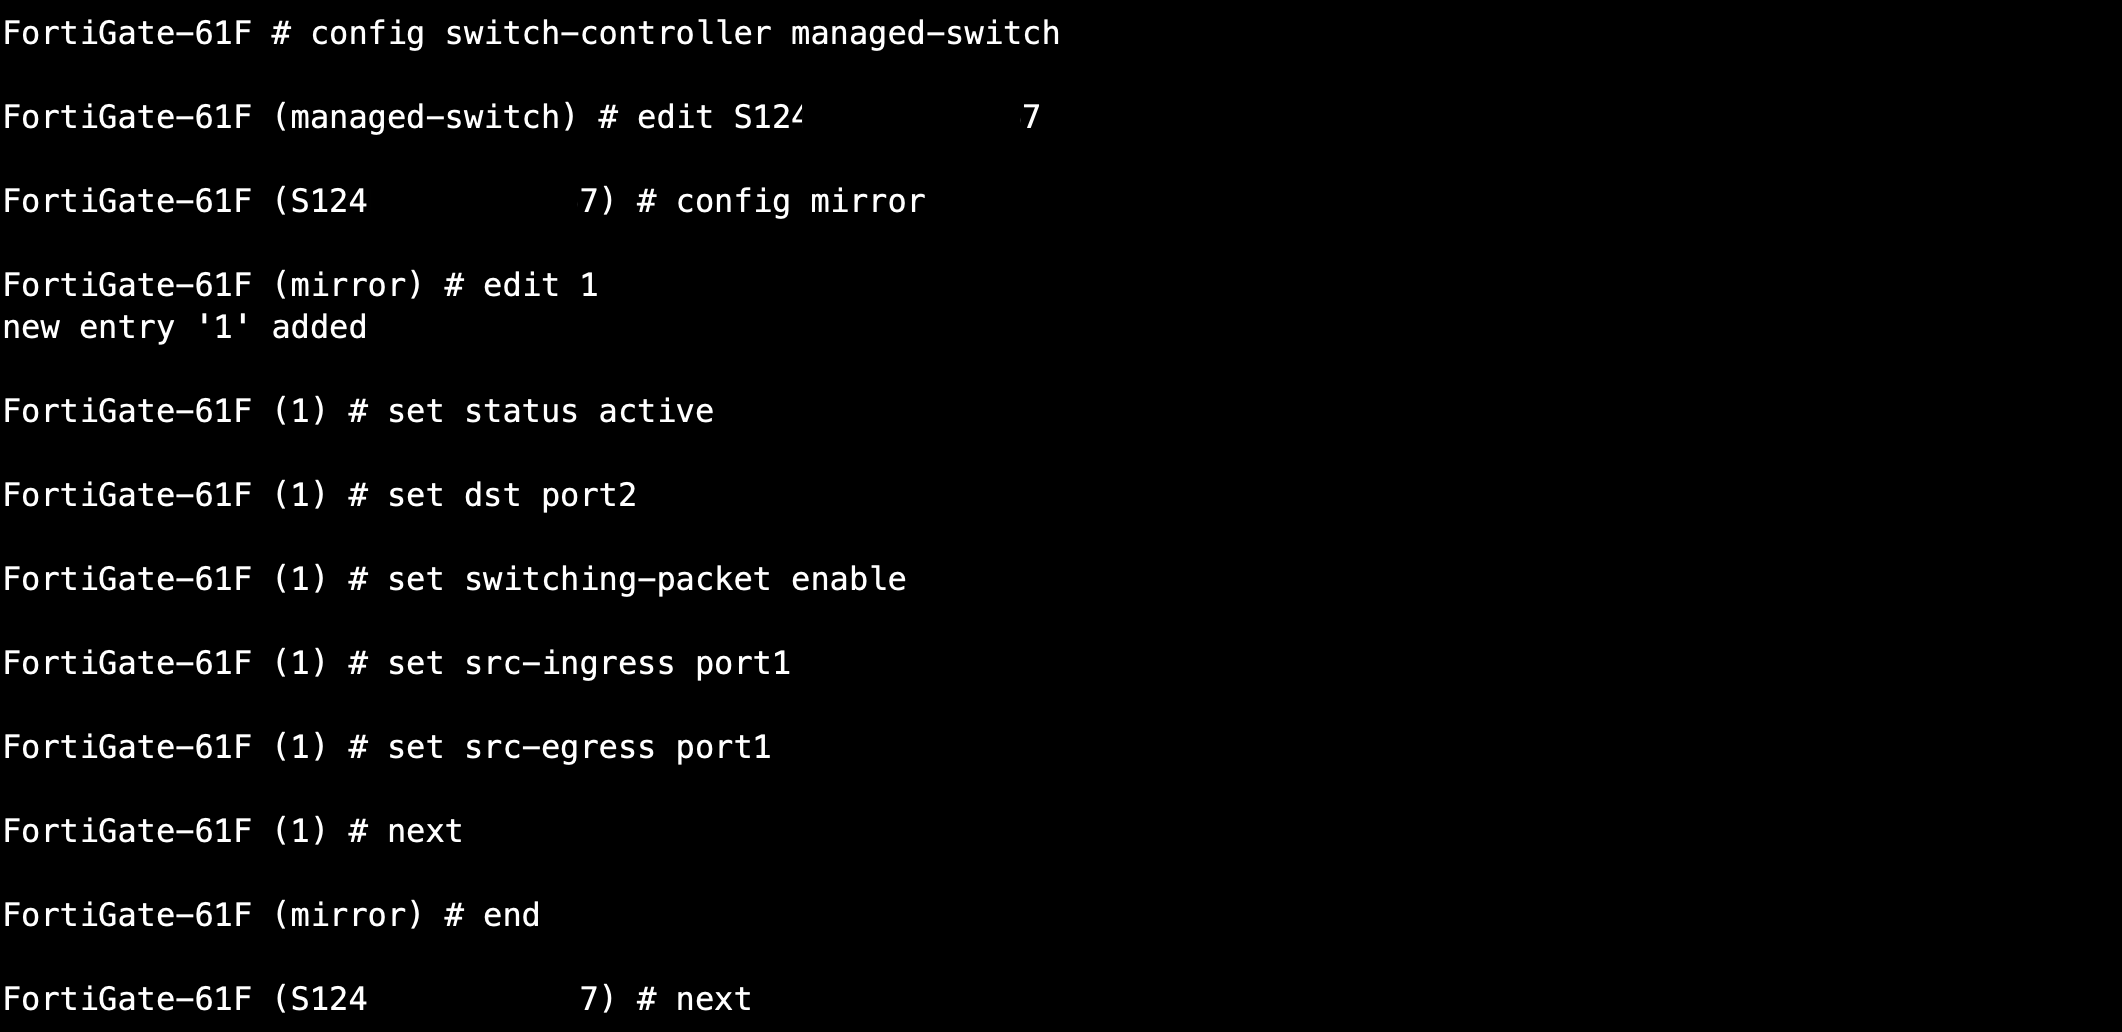 FortiGate-61F # config switch-controller managed-switch
FortiGate-61F (managed-switch) # edit S124 7
FortiGate-61F (S124 7) # config mirror
FortiGate-61F (mirror) # edit 1
new entry '1' added
FortiGate-61F (1) # set status active
FortiGate-61F (1) # set dst port2
FortiGate-61F (1) # set switching-packet enable
FortiGate-61F (1) # set src-ingress port1
FortiGate-61F (1) # set src-egress port1
FortiGate-61F (1) # next
FortiGate-61F (mirror) # end
FortiGate-61F (S124 7) # next